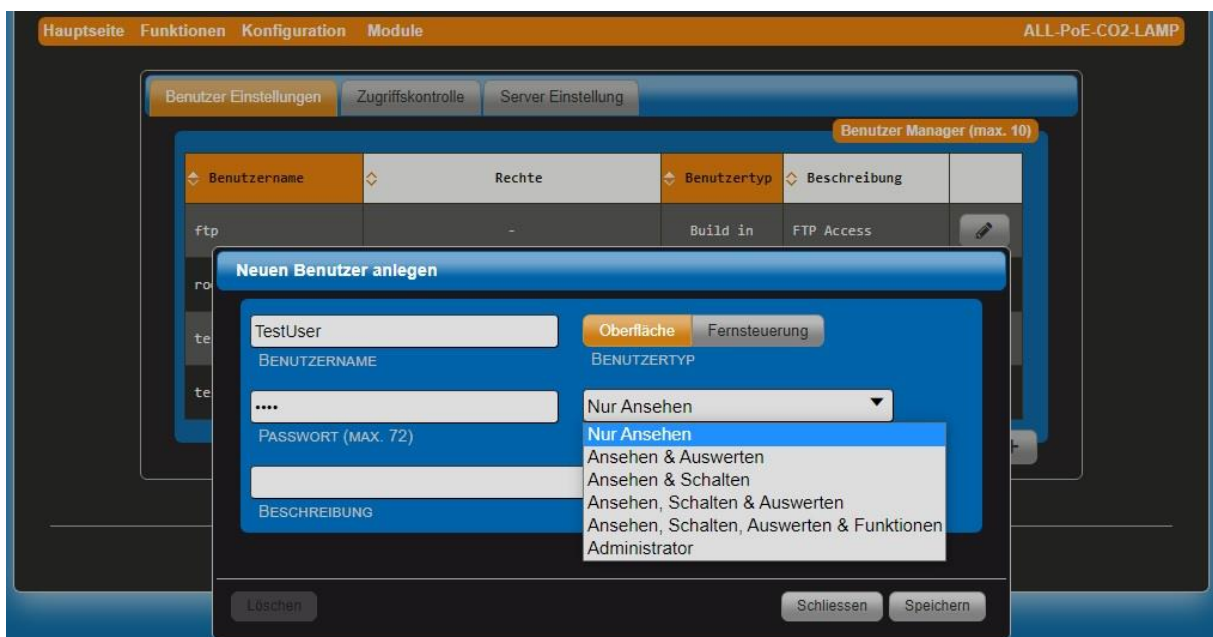 Hauptseite Funktionen Konfiguration Module ALL-PoE-CO2-LAMP
Benutzer Einstellungen Zugriffskontrolle Server Einstellung
Benutzer Manager (max. 10)
Benutzername Rechte Benutzertyp Beschreibung
ftp - Build in FTP Access
Neuen Benutzer anlegen
ro
te
te
TestUser Oberfläche Fernsteuerung
BENUTZERNAME BENUTZERTYP
•••• Nur Ansehen
PASSWORT (MAX. 72)
Nur Ansehen
Ansehen & Auswerten
Ansehen & Schalten
Ansehen, Schalten & Auswerten
Ansehen, Schalten, Auswerten & Funktionen
Administrator
BESCHREIBUNG
Löschen Schliessen Speichern